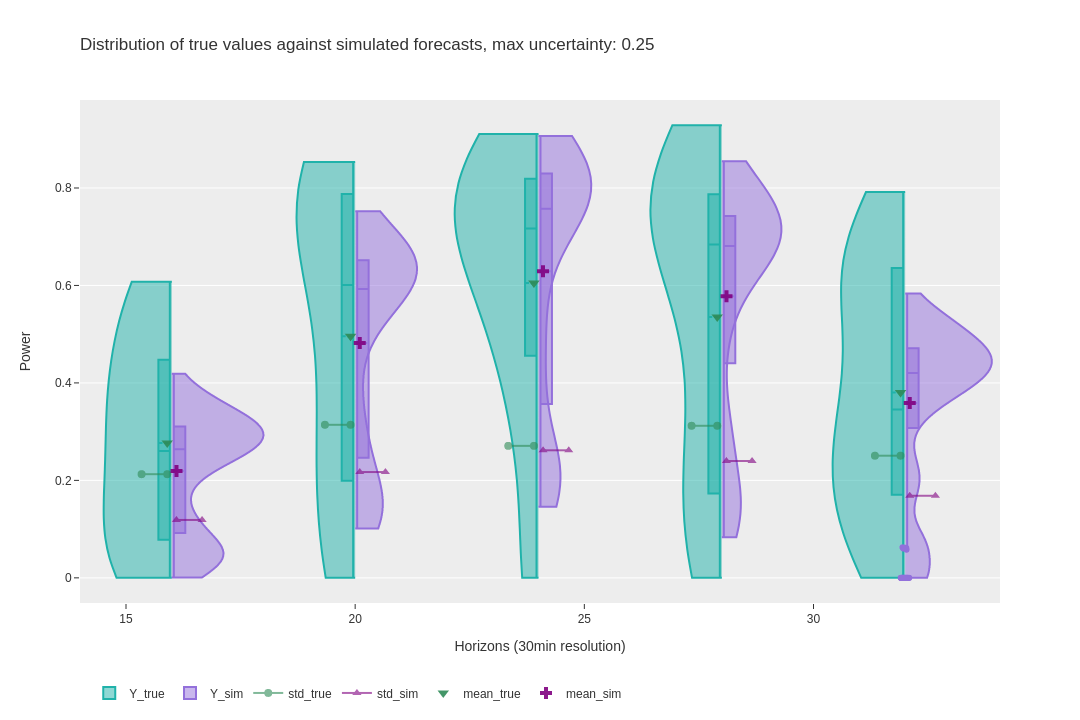 Distribution of true values against simulated forecasts, max uncertainty: 0.25
0.8
0.6
0.4
0.2
0
Power
15 20 25 30
Horizons (30min resolution)
Y_true Y_sim std_true std_sim mean_true mean_sim